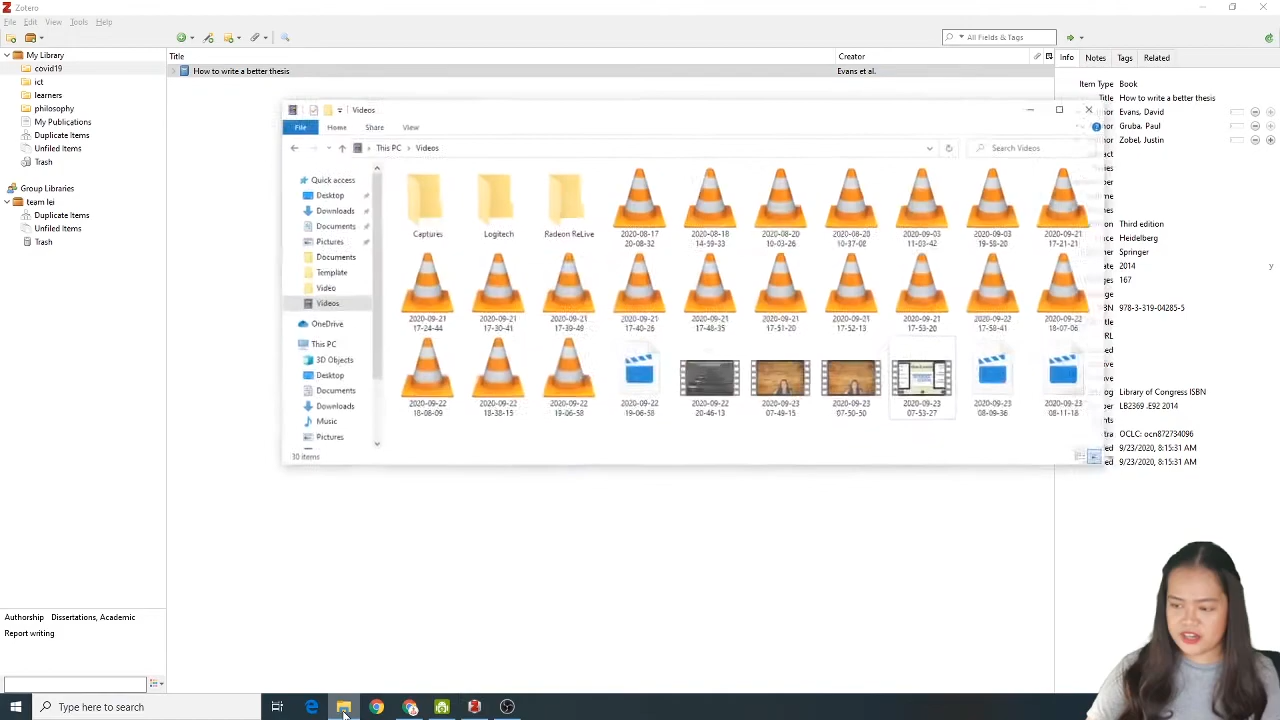 Zotero
File Edit View Tools Help
All Fields & Tags
My Library
covid19
ict
learners
philosophy
My Publications
Duplicate Items
Unfiled Items
Trash
Group Libraries
team lei
Duplicate Items
Unfiled Items
Trash
Title Creator
How to write a better thesis Evans et al.
Info Notes Tags Related
Item Type Book
Title How to write a better thesis
Evans, David
Gruba, Paul
Zobel, Justin
Third edition
Heidelberg
Springer
2014 y
167
978-3-319-04285-5
Library of Congress ISBN
LB2369 .E92 2014
OCLC: ocn872734096
9/23/2020, 8:15:31 AM
9/23/2020, 8:15:31 AM
Videos
File Home Share View
This PC > Videos
Search Videos
Quick access
Desktop
Downloads
Documents
Pictures
Documents
Template
Video
Videos
OneDrive
This PC
3D Objects
Desktop
Documents
Downloads
Music
Pictures
Captures Logitech Radeon ReLive 2020-08-17 2020-08-18 2020-08-20 2020-08-20 2020-09-03 2020-09-03 2020-09-21
20-08-32 14-59-33 10-03-26 10-37-08 11-03-42 19-58-20 17-21-21
2020-09-21 2020-09-21 2020-09-21 2020-09-21 2020-09-21 2020-09-21 2020-09-21 2020-09-21 2020-09-22 2020-09-22
17-24-44 17-30-41 17-39-49 17-40-26 17-48-35 17-51-20 17-52-13 17-53-20 17-58-41 18-07-06
2020-09-22 2020-09-22 2020-09-22 2020-09-22 2020-09-22 2020-09-23 2020-09-23 2020-09-23 2020-09-23 2020-09-23
18-08-09 18-38-15 19-06-58 19-06-58 20-46-13 07-49-15 07-50-50 07-53-27 08-09-36 08-11-18
30 items
Authorship Dissertations, Academic
Report writing
Type here to search